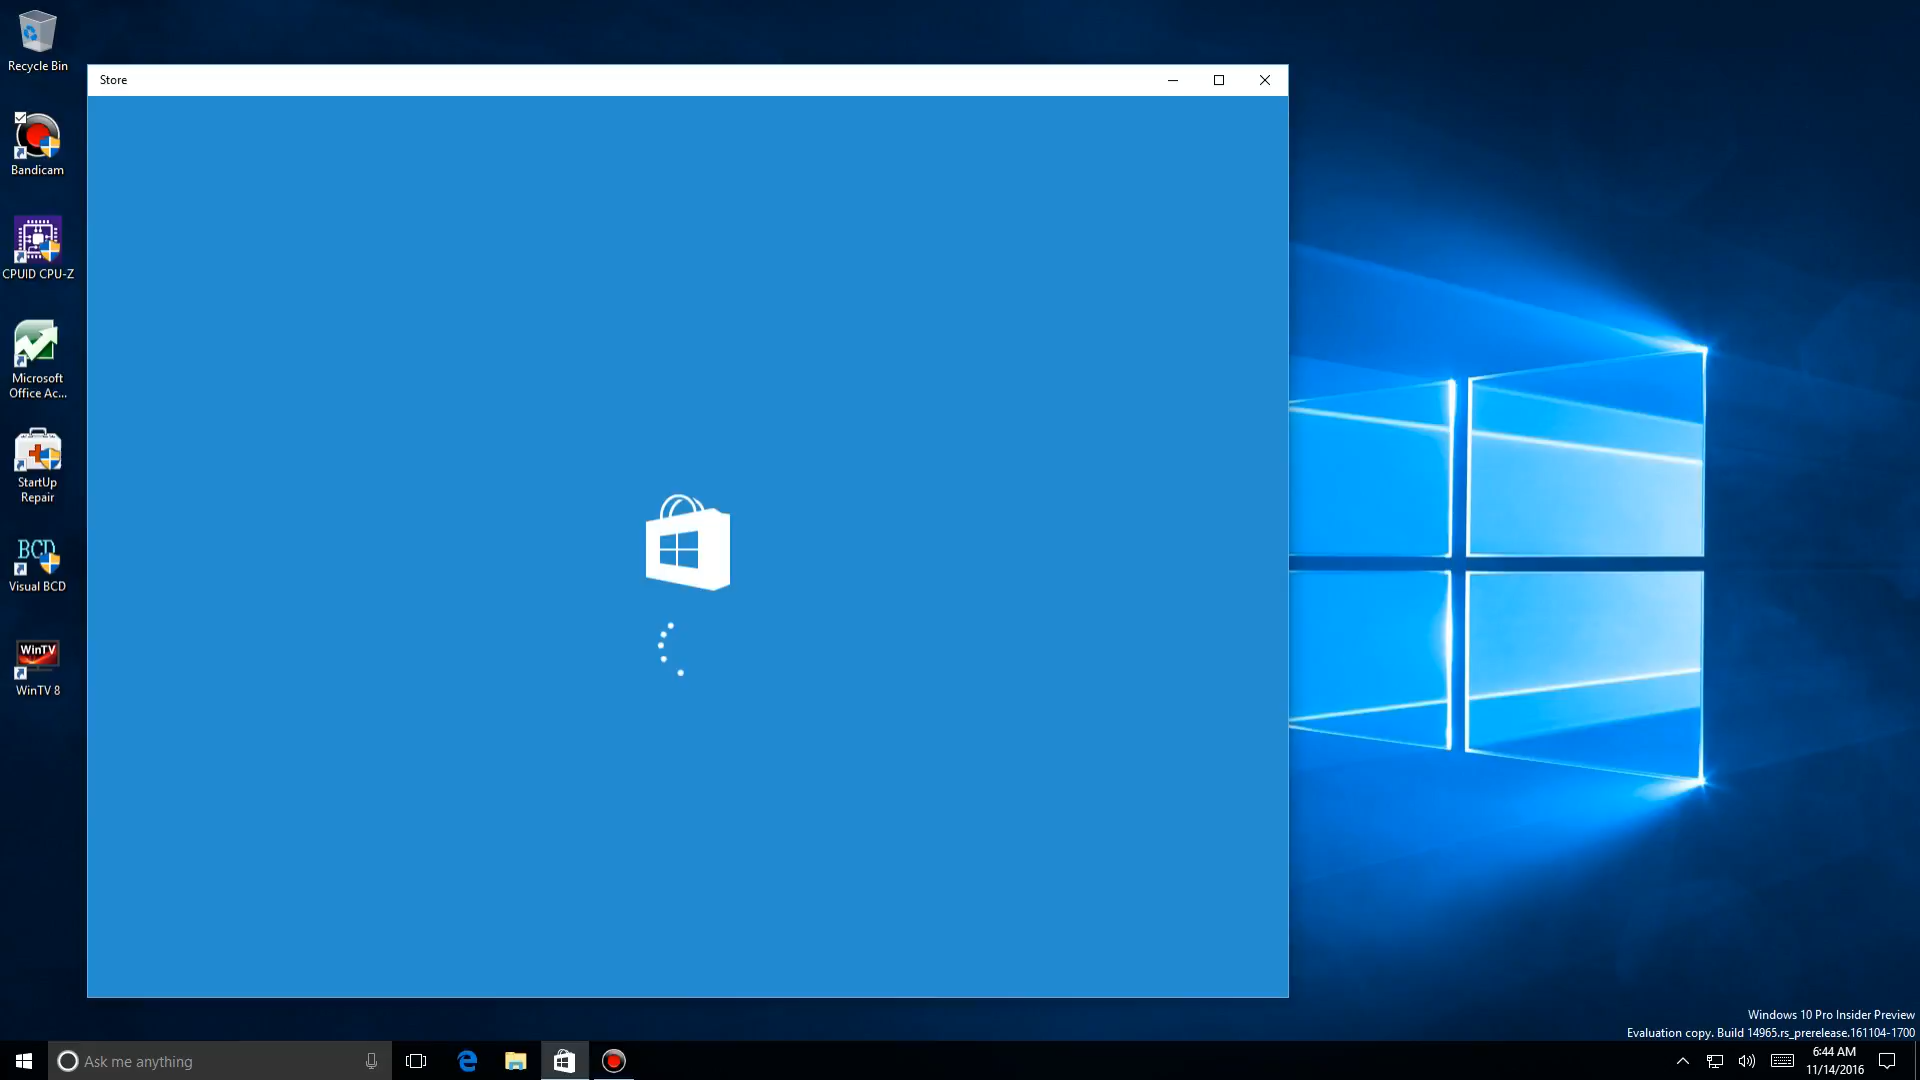 Recycle Bin
Bandicam
CPUID CPU-Z
Microsoft
Office Ac...
StartUp
Repair
BCD
Visual BCD
WinTV
WinTV 8
Store
Windows 10 Pro Insider Preview
Evaluation copy. Build 14965.rs_prerelease.161104-1700
Ask me anything
6:44 AM
11/14/2016